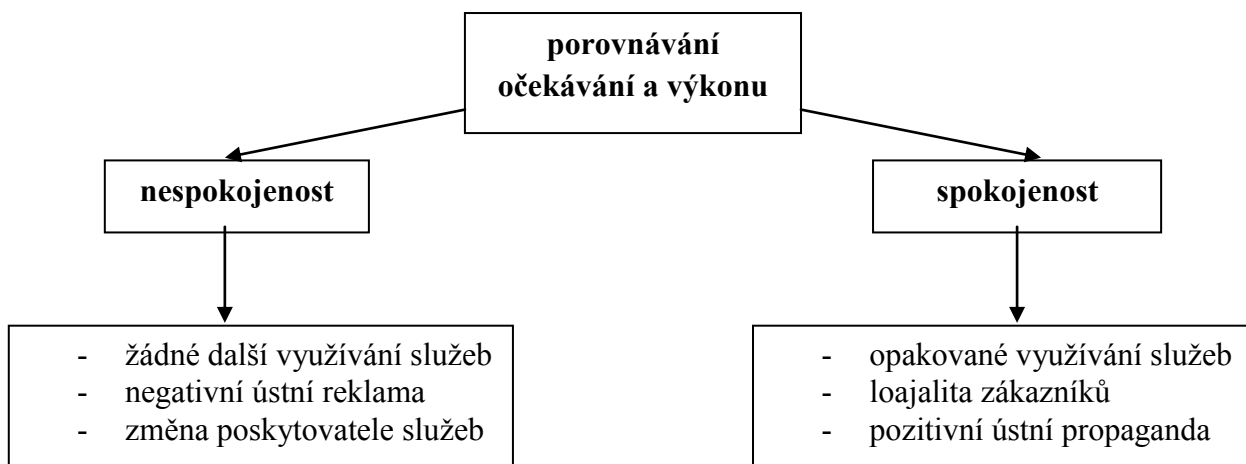 porovnávání
očekávání a výkonu
nespokojenost
spokojenost
- žádné další využívání služeb
- negativní ústní reklama
- změna poskytovatele služeb
- opakované využívání služeb
- loajalita zákazníků
- pozitivní ústní propaganda